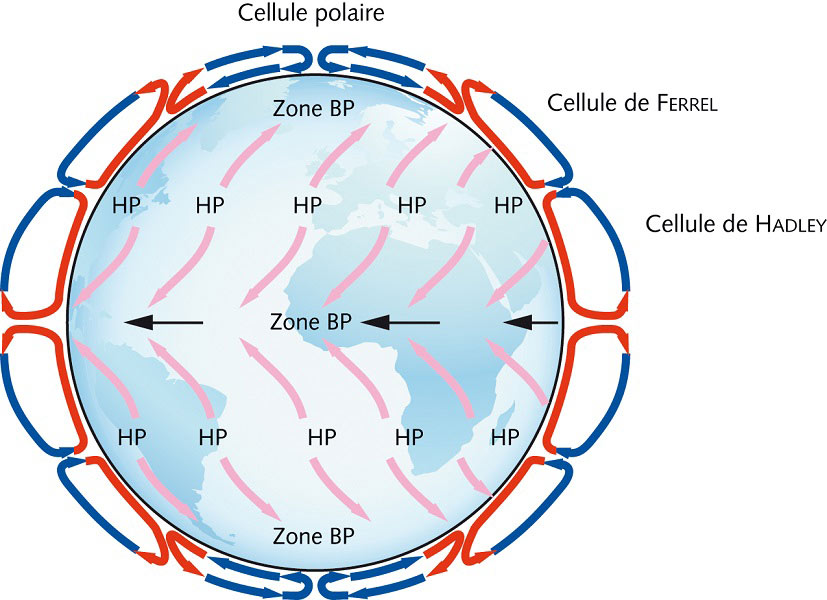 Cellule polaire
Cellule de FERREL
Zone BP
HP HP HP HP HP
Cellule de HADLEY
Zone BP
HP HP HP HP HP
Zone BP